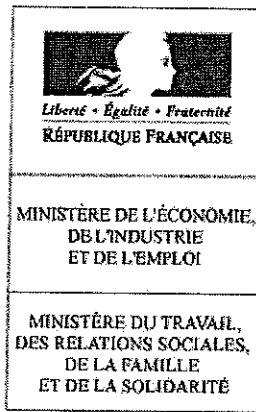 Liberté • Égalité • Fraternité
RÉPUBLIQUE FRANÇAISE
MINISTÈRE DE L'ÉCONOMIE,
DE L'INDUSTRIE
ET DE L'EMPLOI
MINISTÈRE DU TRAVAIL,
DES RELATIONS SOCIALES,
DE LA FAMILLE
ET DE LA SOLIDARITÉ